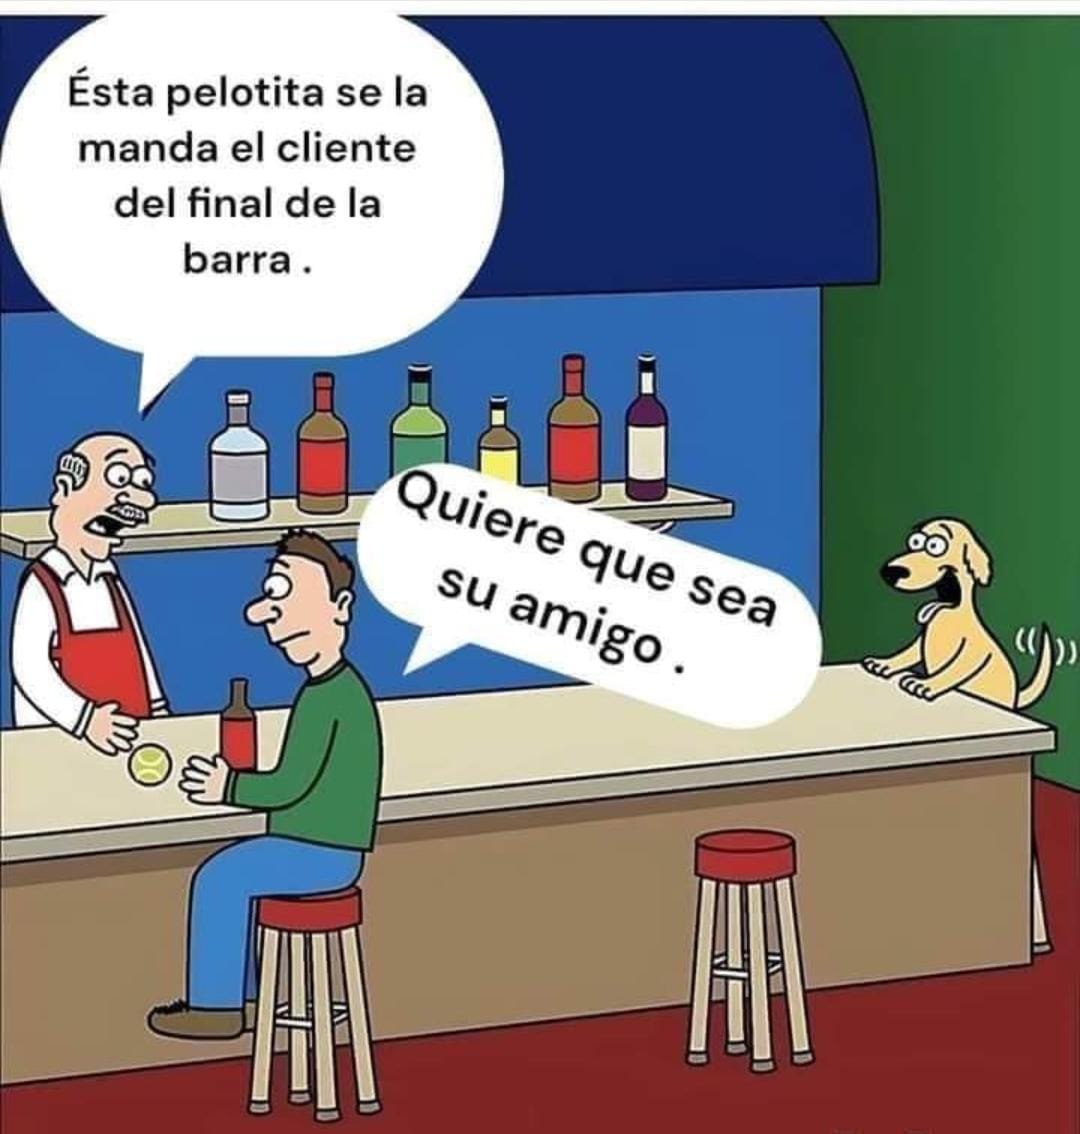 Ésta pelotita se la
manda el cliente
del final de la
barra .
Quiere que sea
su amigo .